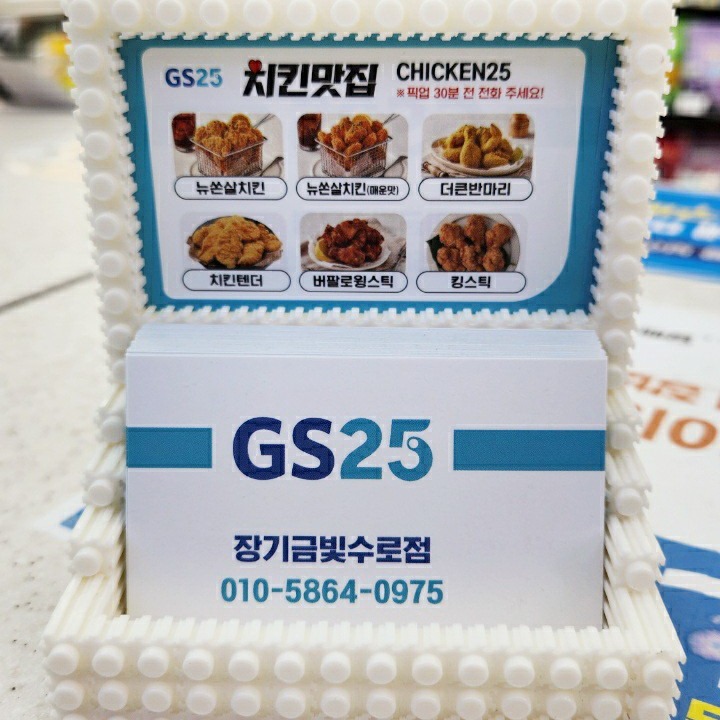 GS25 치킨맛집 CHICKEN25
※ 픽업 30분 전 전화 주세요!
뉴쏜살치킨 뉴쏜살치킨(매운맛) 더큰반마리
치킨텐더 버팔로윙스틱 킹스틱
GS25
장기금빛수로점
010-5864-0975